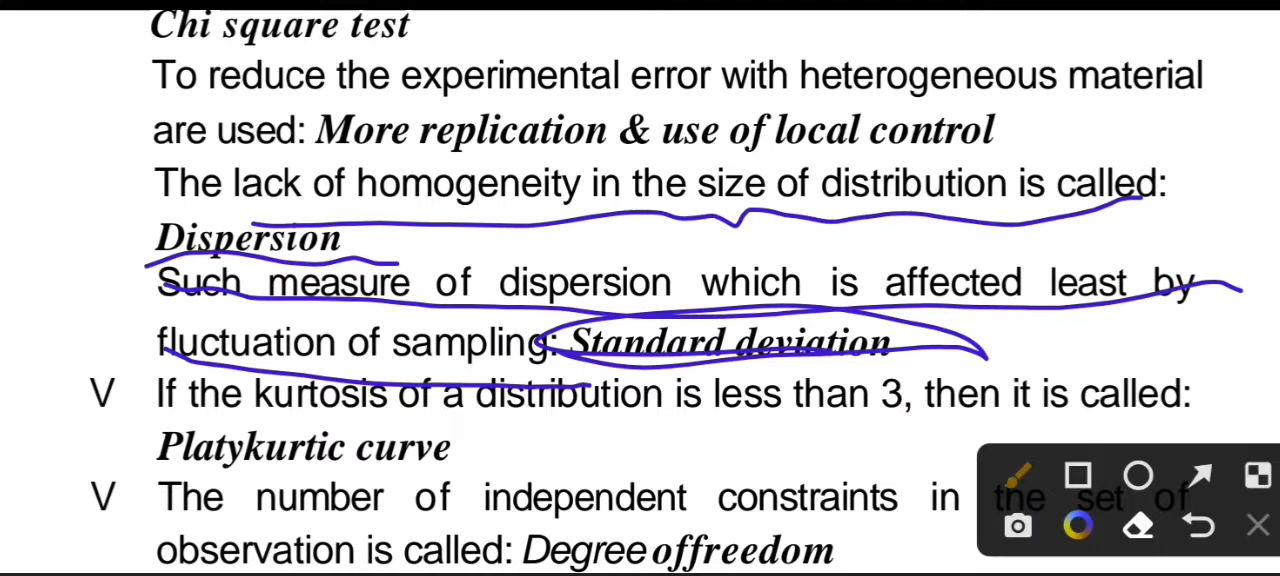 Chi square test
To reduce the experimental error with heterogeneous material
are used: More replication & use of local control
The lack of homogeneity in the size of distribution is called:
Dispersion
Such measure of dispersion which is affected least by
fluctuation of sampling: Standard deviation
V If the kurtosis of a distribution is less than 3, then it is called:
Platykurtic curve
V The number of independent constraints in the set of
observation is called: Degree offreedom